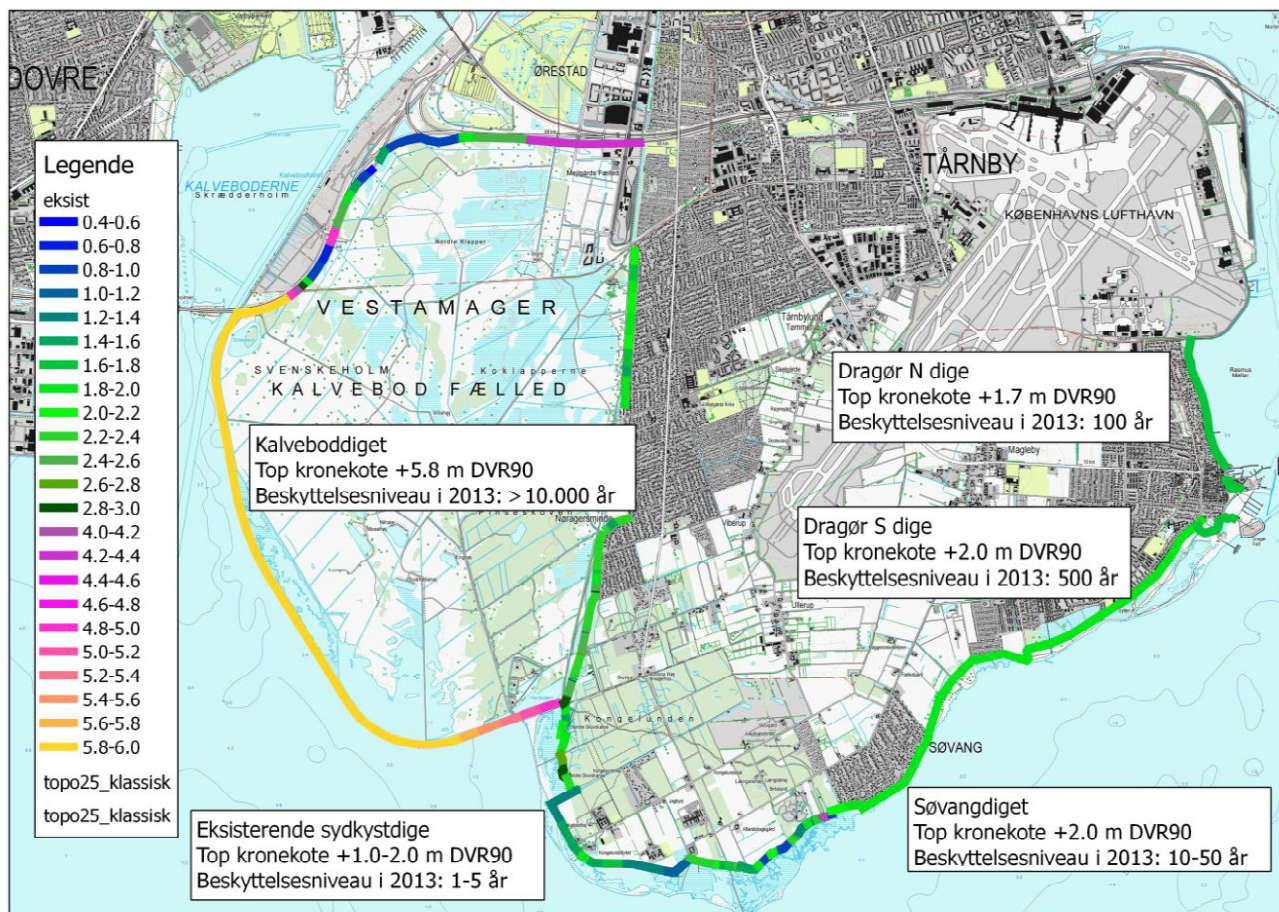 DOVRE
ØRESTAD
KALVEBODERNE
Skrædderholm
TÅRNBY
KØBENHAVNS LUFTHAVN
Nordre Klapper
VESTAMAGER
SVENSKEHOLM
Koklapperne
KALVEBOD FÆLLED
Tårnbylund
Legende
eksist
0.4-0.6
0.6-0.8
0.8-1.0
1.0-1.2
1.2-1.4
1.4-1.6
1.6-1.8
1.8-2.0
2.0-2.2
2.2-2.4
2.4-2.6
2.6-2.8
2.8-3.0
4.0-4.2
4.2-4.4
4.4-4.6
4.6-4.8
4.8-5.0
5.0-5.2
5.2-5.4
5.4-5.6
5.6-5.8
5.8-6.0
topo25_klassisk
topo25_klassisk
Dragør N dige
Top kronekote +1.7 m DVR90
Beskyttelsesniveau i 2013: 100 år
Kalveboddiget
Top kronekote +5.8 m DVR90
Beskyttelsesniveau i 2013: > 10.000 år
Magleby
Nøragersminde
Viberup
Dragør S dige
Top kronekote +2.0 m DVR90
Beskyttelsesniveau i 2013: 500 år
Ullerup
Kongelunden
SØVANG
Søvangdiget
Top kronekote +2.0 m DVR90
Beskyttelsesniveau i 2013: 10-50 år
Eksisterende sydkystdige
Top kronekote +1.0-2.0 m DVR90
Beskyttelsesniveau i 2013: 1-5 år